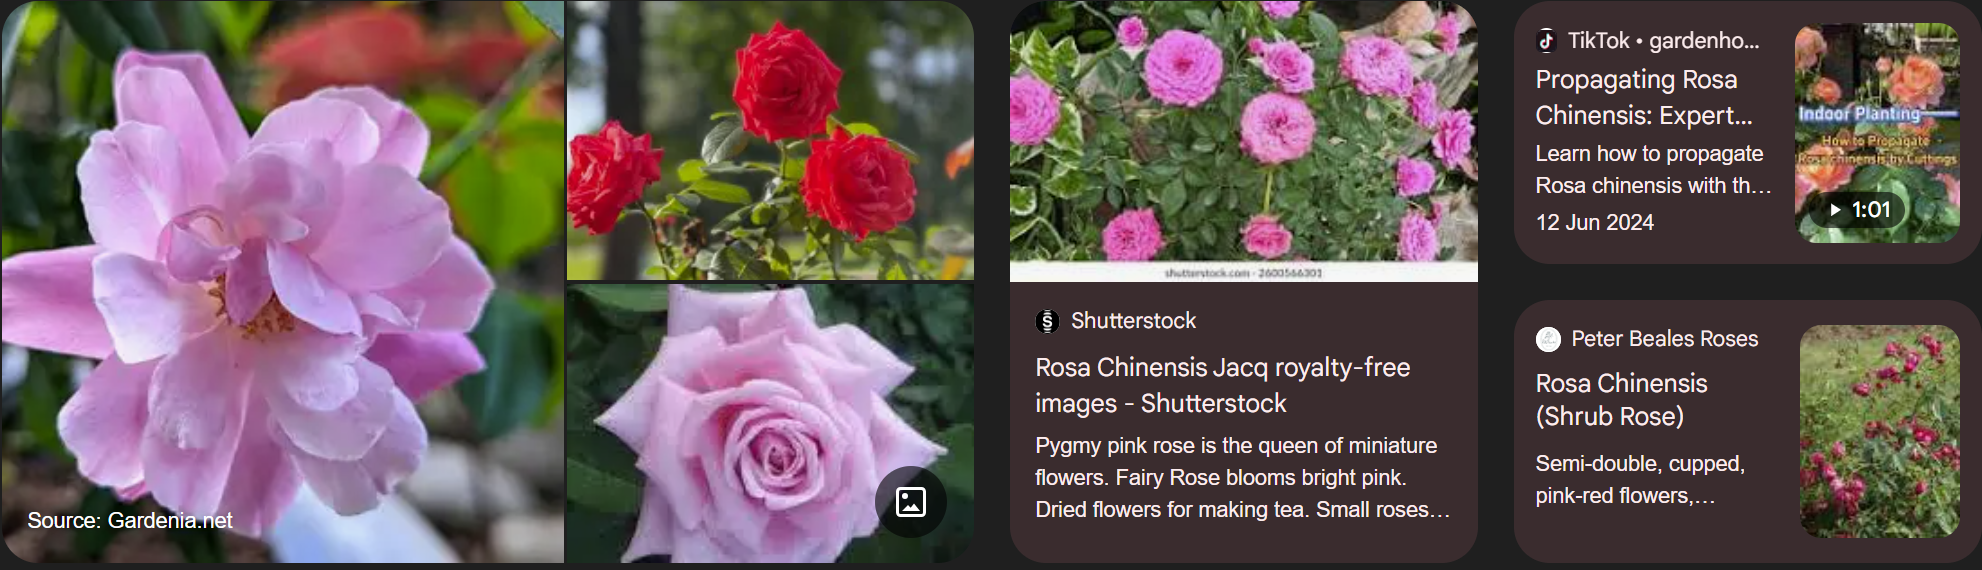 Source: Gardenia.net
shutterstock.com · 2600566301
Shutterstock
Rosa Chinensis Jacq royalty-free
images - Shutterstock
Pygmy pink rose is the queen of miniature
flowers. Fairy Rose blooms bright pink.
Dried flowers for making tea. Small roses...
TikTok • gardenho...
Propagating Rosa
Chinensis: Expert...
Learn how to propagate
Rosa chinensis with th...
12 Jun 2024
Indoor Planting
How to Propagate
Rosa chinensis by Cuttings
1:01
Peter Beales Roses
Rosa Chinensis
(Shrub Rose)
Semi-double, cupped,
pink-red flowers,...